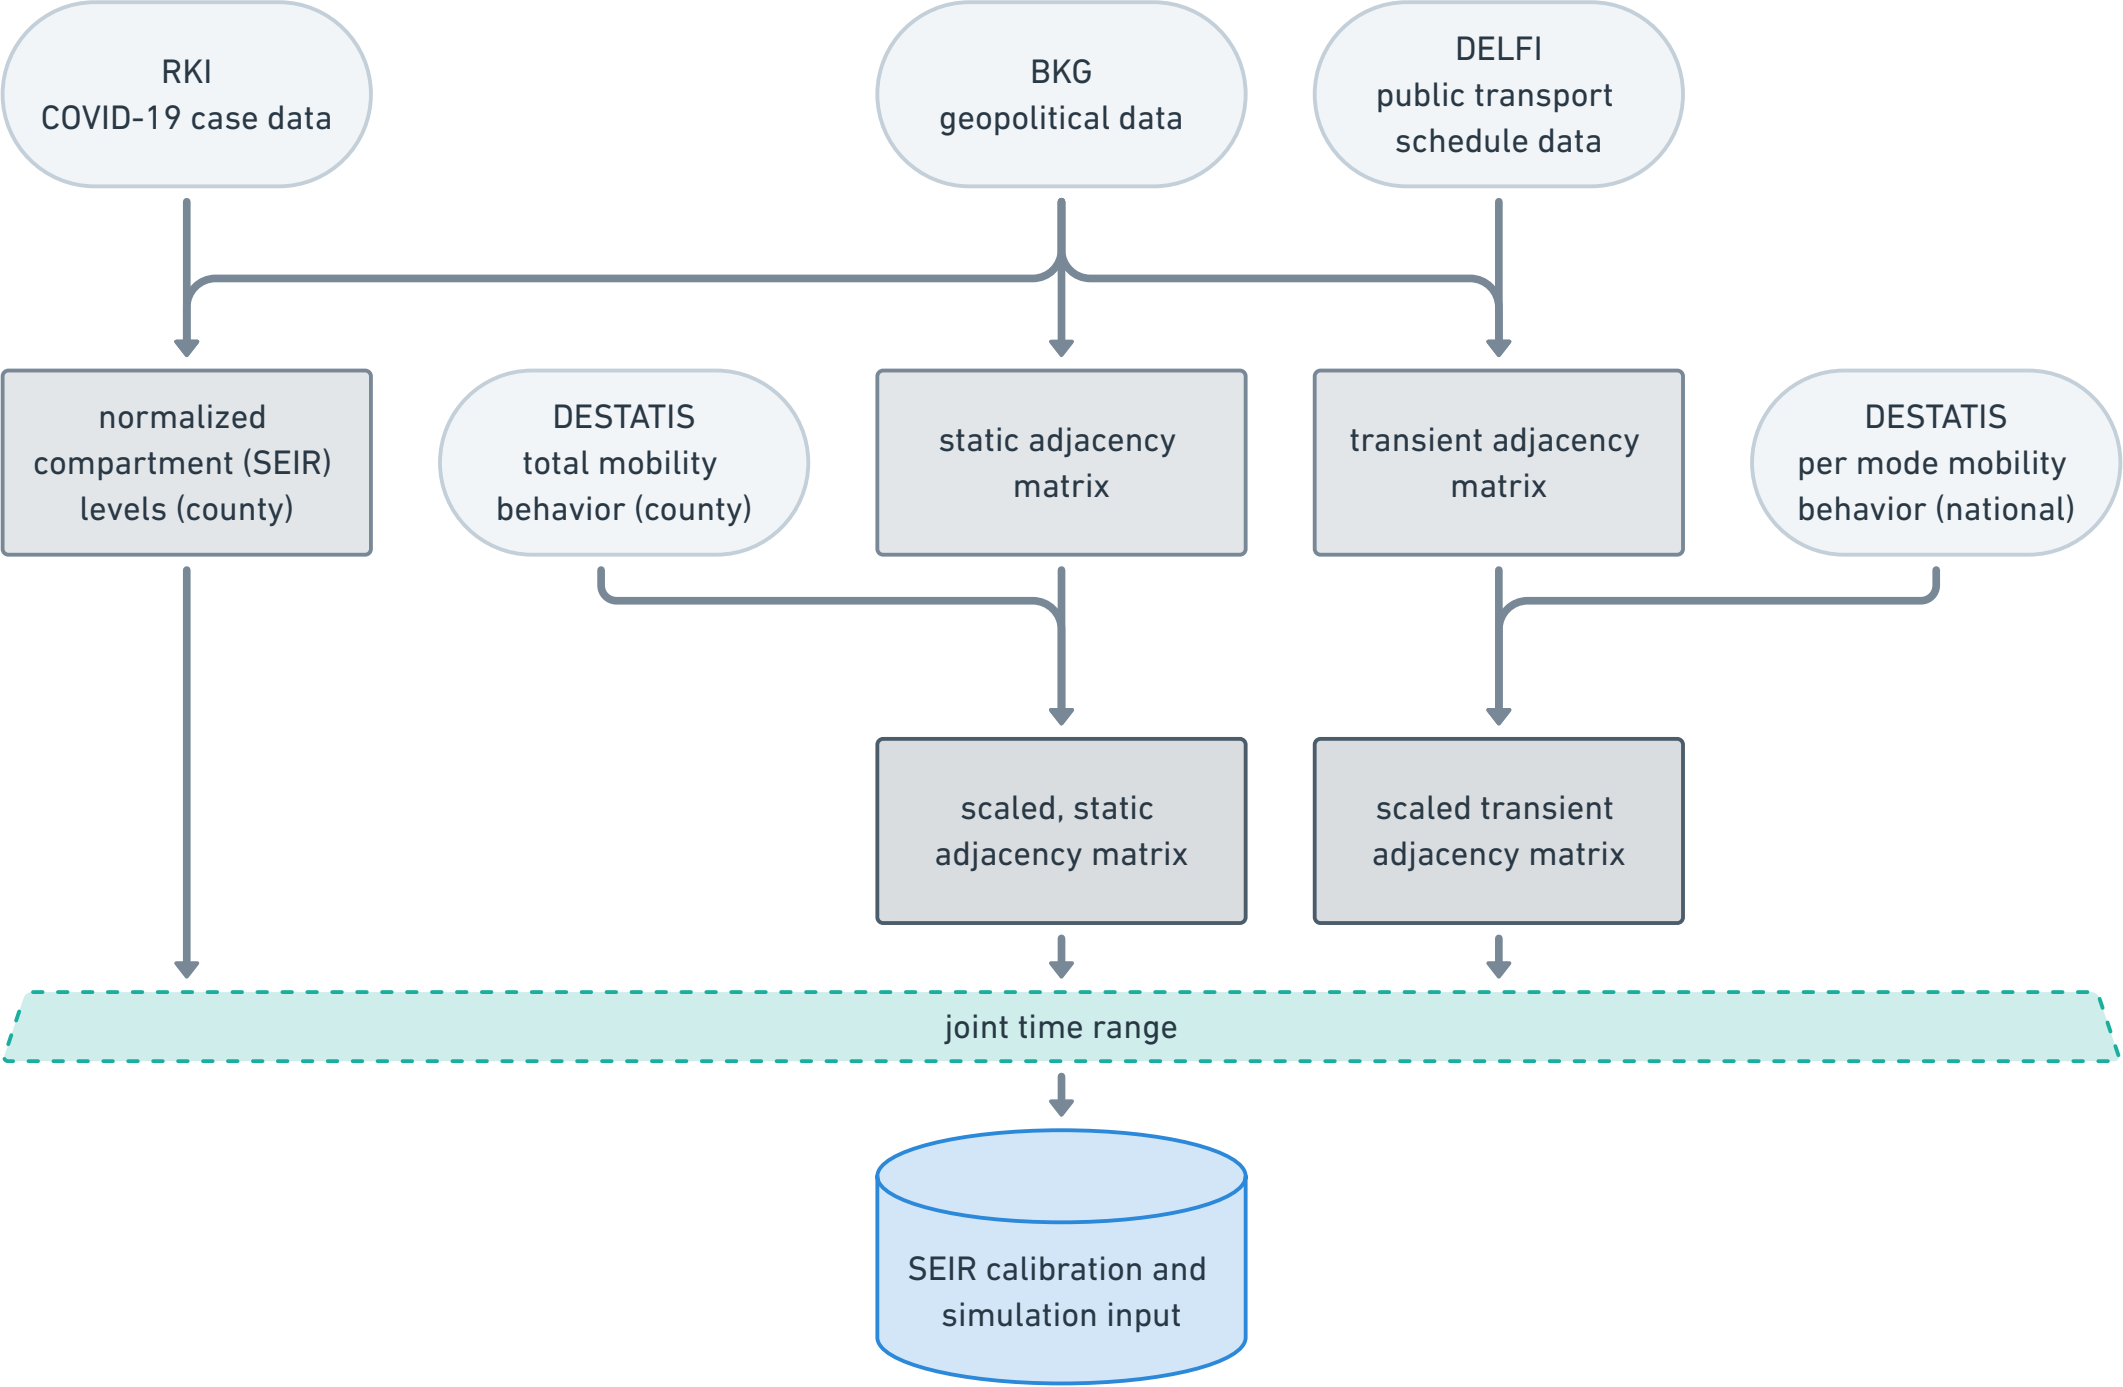 RKI
COVID-19 case data
BKG
geopolitical data
DELFI
public transport
schedule data
normalized
compartment (SEIR)
levels (county)
DESTATIS
total mobility
behavior (county)
static adjacency
matrix
transient adjacency
matrix
DESTATIS
per mode mobility
behavior (national)
scaled, static
adjacency matrix
scaled transient
adjacency matrix
joint time range
SEIR calibration and
simulation input